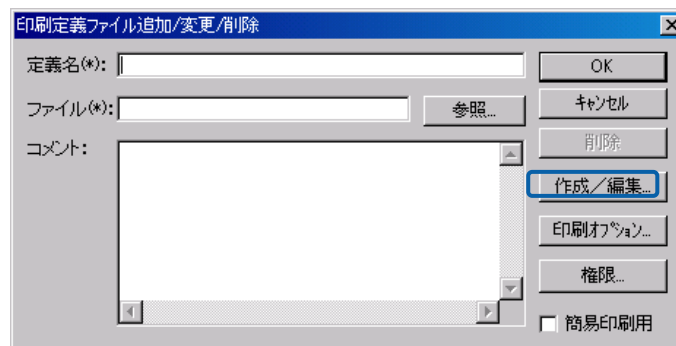 印刷定義ファイル追加/変更/削除
定義名(*):
OK
ファイル(*):
参照...
ｷｬﾝｾﾙ
コメント:
削除
作成／編集...
印刷ｵﾌﾟｼｮﾝ...
権限...
簡易印刷用